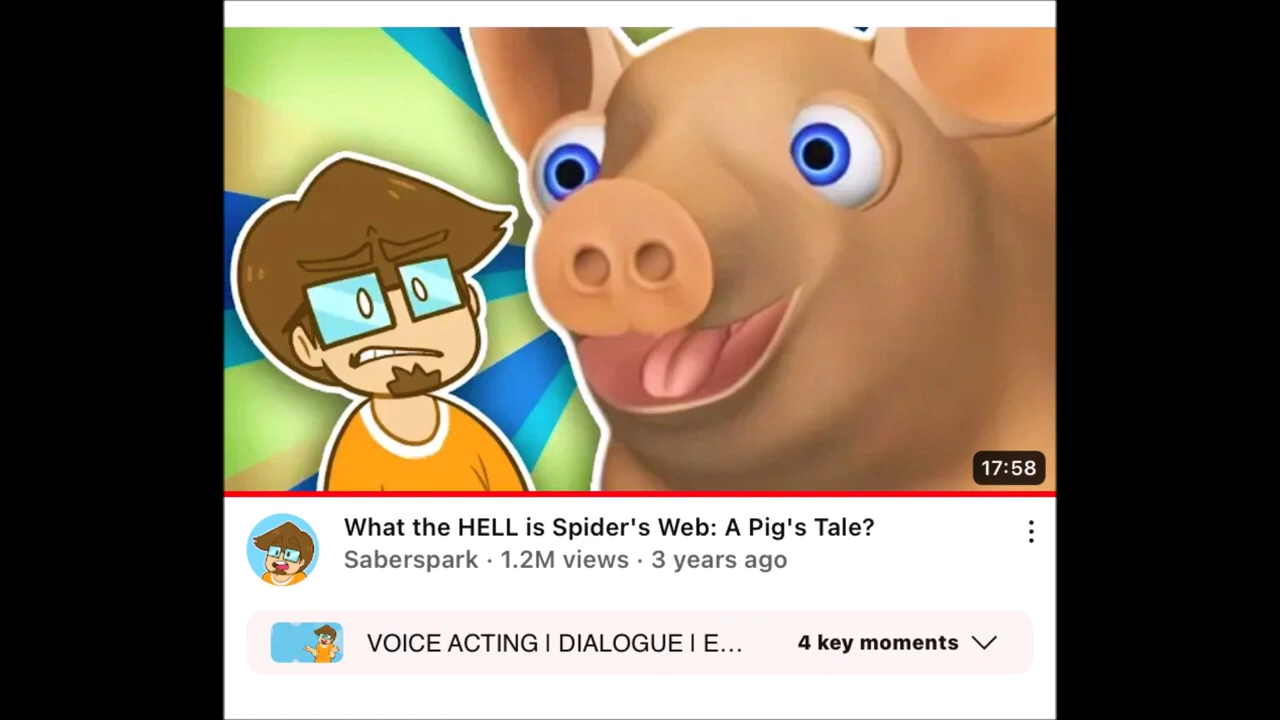 17:58
What the HELL is Spider's Web: A Pig's Tale?
Saberspark · 1.2M views · 3 years ago
VOICE ACTING | DIALOGUE | E... 4 key moments